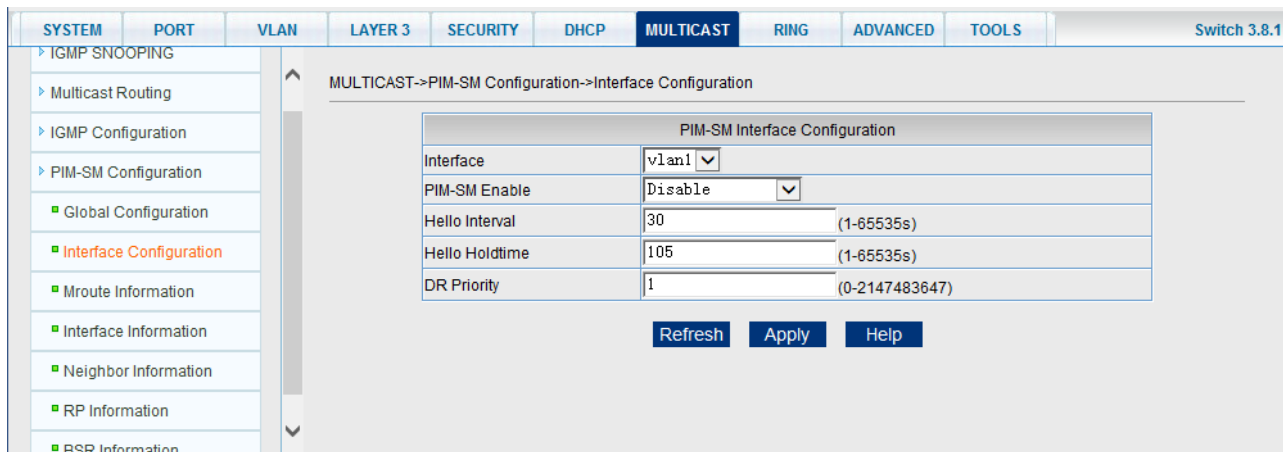 SYSTEM PORT VLAN LAYER 3 SECURITY DHCP MULTICAST RING ADVANCED TOOLS Switch 3.8.1
IGMP SNOOPING
Multicast Routing
IGMP Configuration
PIM-SM Configuration
Global Configuration
Interface Configuration
Mroute Information
Interface Information
Neighbor Information
RP Information
BSR Information
MULTICAST->PIM-SM Configuration->Interface Configuration
PIM-SM Interface Configuration
Interface vlan1
PIM-SM Enable Disable
Hello Interval 30 (1-65535s)
Hello Holdtime 105 (1-65535s)
DR Priority 1 (0-2147483647)
Refresh Apply Help